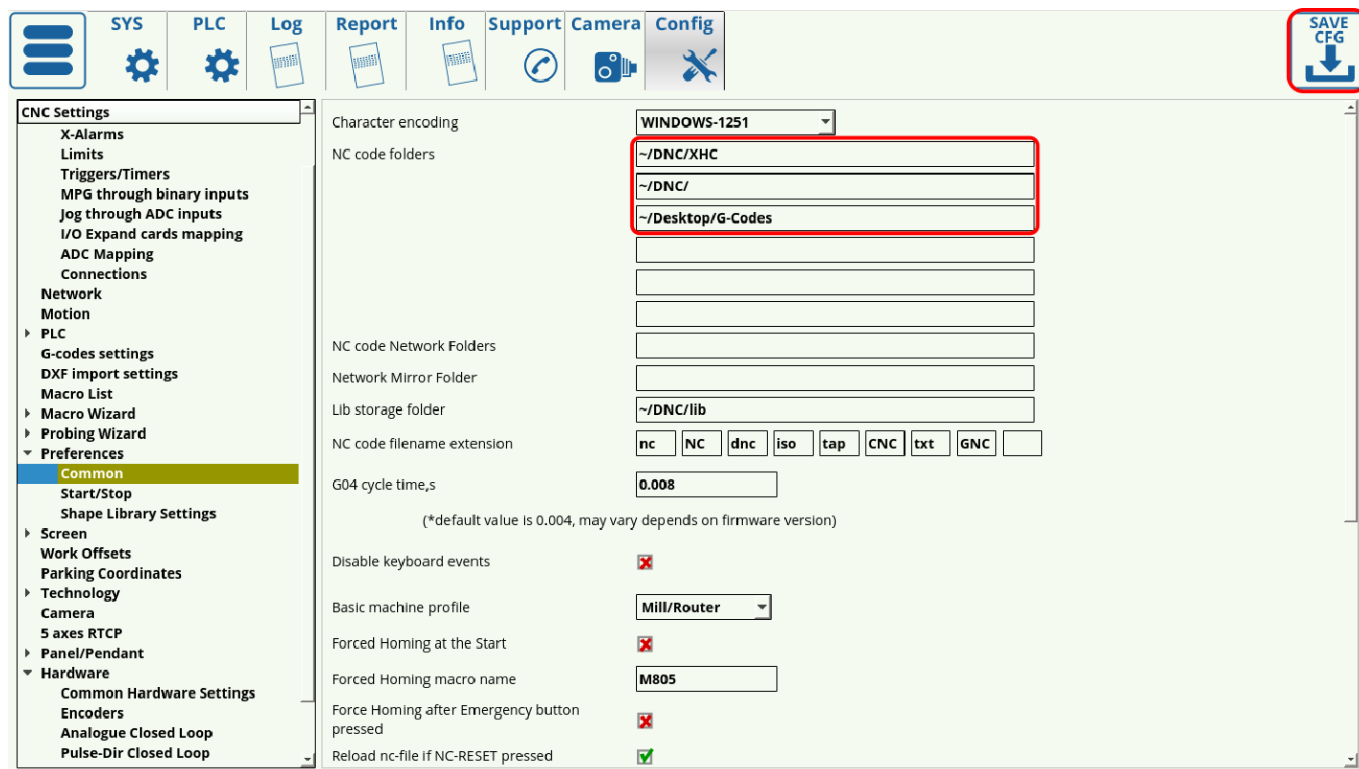 SYS PLC Log Report Info Support Camera Config
SAVE
CFG
CNC Settings
X-Alarms
Limits
Triggers/Timers
MPG through binary inputs
Jog through ADC inputs
I/O Expand cards mapping
ADC Mapping
Connections
Network
Motion
PLC
G-codes settings
DXF import settings
Macro List
Macro Wizard
Probing Wizard
Preferences
Common
Start/Stop
Shape Library Settings
Screen
Work Offsets
Parking Coordinates
Technology
Camera
5 axes RTCP
Panel/Pendant
Hardware
Common Hardware Settings
Encoders
Analogue Closed Loop
Pulse-Dir Closed Loop
Character encoding WINDOWS-1251
NC code folders ~/DNC/XHC
~/DNC/
~/Desktop/G-Codes
NC code Network Folders
Network Mirror Folder
Lib storage folder ~/DNC/lib
NC code filename extension nc NC dnc iso tap CNC txt GNC
G04 cycle time,s 0.008
(*default value is 0.004, may vary depends on firmware version)
Disable keyboard events
Basic machine profile Mill/Router
Forced Homing at the Start
Forced Homing macro name M805
Force Homing after Emergency button
pressed
Reload nc-file if NC-RESET pressed